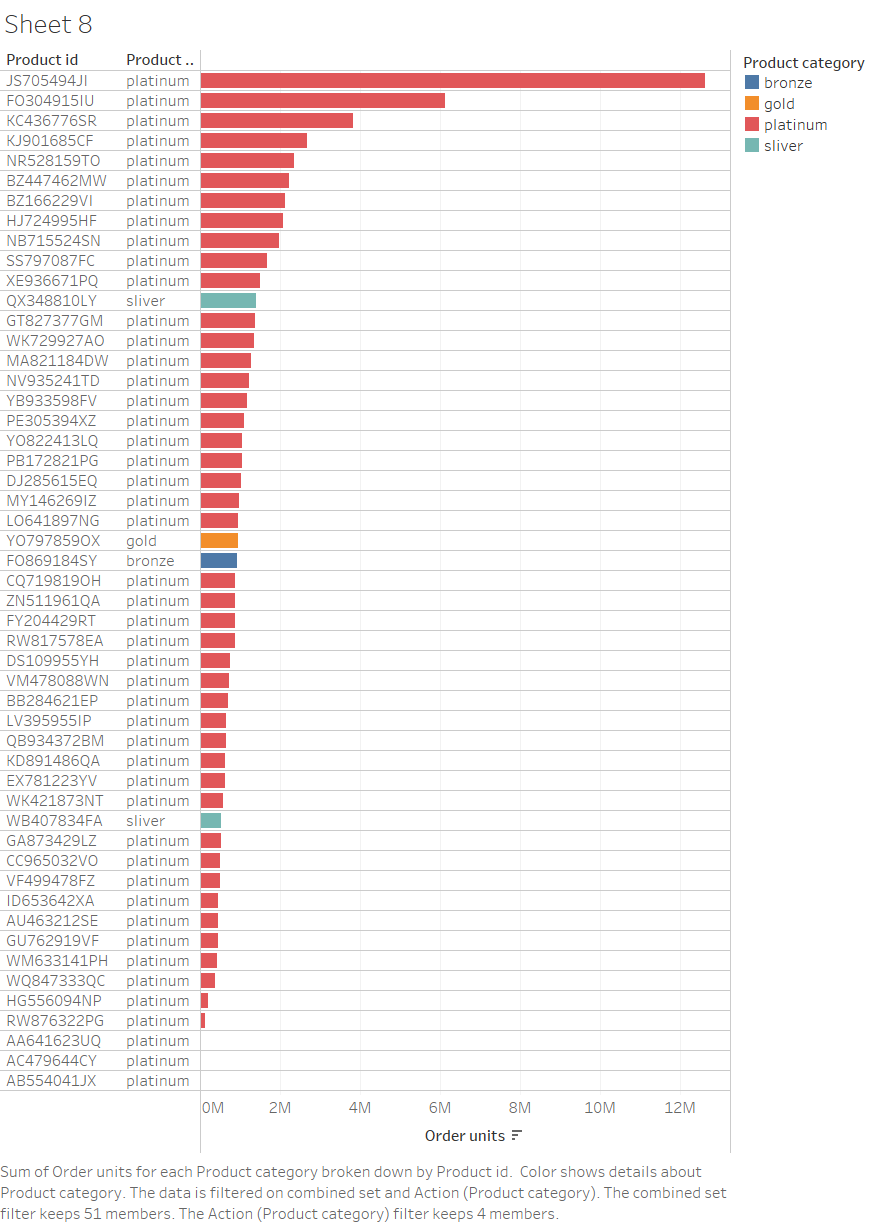 Sheet 8
Product id Product ..
JS705494JI platinum
FO304915IU platinum
KC436776SR platinum
KJ901685CF platinum
NR528159TO platinum
BZ447462MW platinum
BZ166229VI platinum
HJ724995HF platinum
NB715524SN platinum
SS797087FC platinum
XE936671PQ platinum
QX348810LY sliver
GT827377GM platinum
WK729927AO platinum
MA821184DW platinum
NV935241TD platinum
YB933598FV platinum
PE305394XZ platinum
YO822413LQ platinum
PB172821PG platinum
DJ285615EQ platinum
MY146269IZ platinum
LO641897NG platinum
YO797859OX gold
FO869184SY bronze
CQ719819OH platinum
ZN511961QA platinum
FY204429RT platinum
RW817578EA platinum
DS109955YH platinum
VM478088WN platinum
BB284621EP platinum
LV395955IP platinum
QB934372BM platinum
KD891486QA platinum
EX781223YV platinum
WK421873NT platinum
WB407834FA sliver
GA873429LZ platinum
CC965032VO platinum
VF499478FZ platinum
ID653642XA platinum
AU463212SE platinum
GU762919VF platinum
WM633141PH platinum
WQ847333QC platinum
HG556094NP platinum
RW876322PG platinum
AA641623UQ platinum
AC479644CY platinum
AB554041JX platinum
0M 2M 4M 6M 8M 10M 12M
Order units
Product category
bronze
gold
platinum
sliver
Sum of Order units for each Product category broken down by Product id. Color shows details about
Product category. The data is filtered on combined set and Action (Product category). The combined set
filter keeps 51 members. The Action (Product category) filter keeps 4 members.